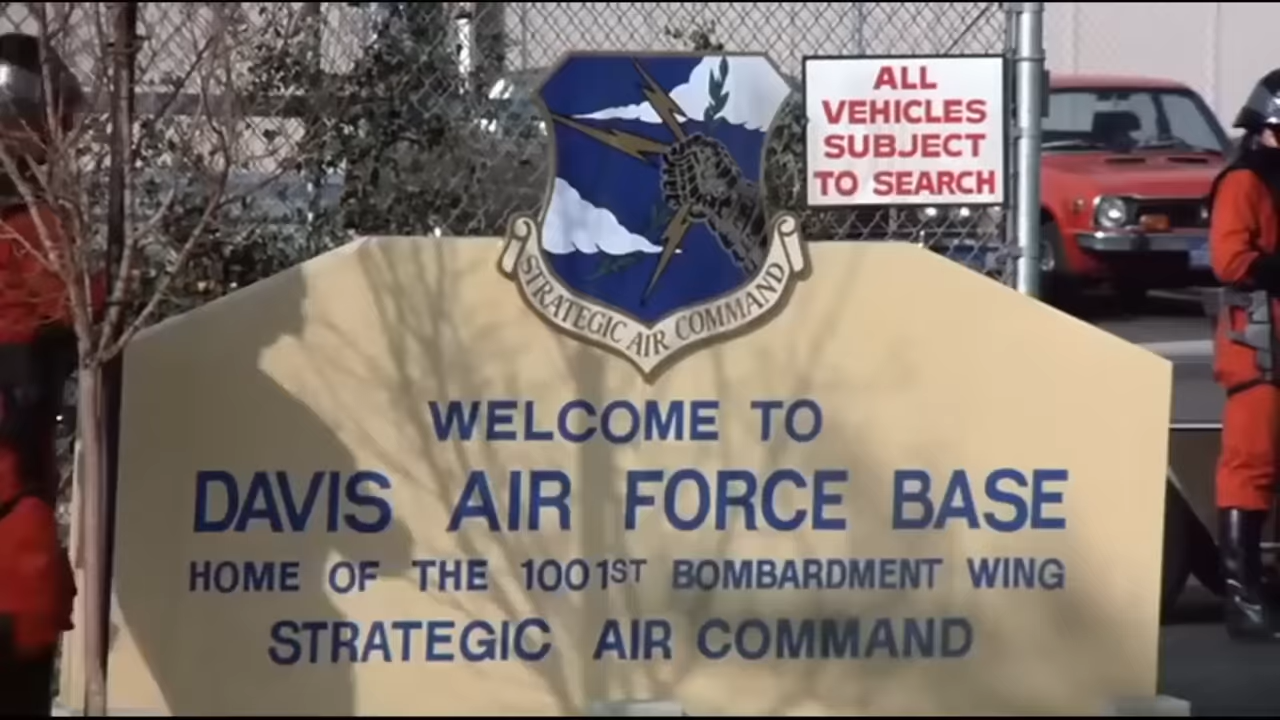 ALL
VEHICLES
SUBJECT
TO SEARCH
STRATEGIC AIR COMMAND
WELCOME TO
DAVIS AIR FORCE BASE
HOME OF THE 1001ST BOMBARDMENT WING
STRATEGIC AIR COMMAND